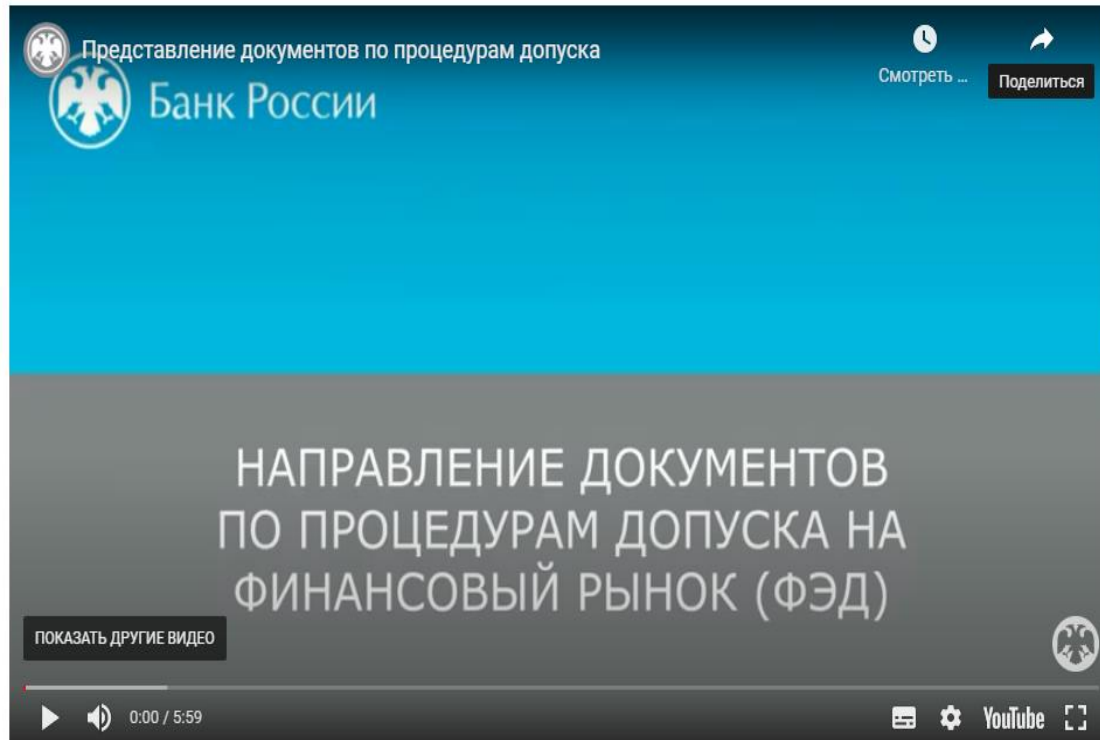 Представление документов по процедурам допуска
Смотреть ...
Поделиться
Банк России
НАПРАВЛЕНИЕ ДОКУМЕНТОВ
ПО ПРОЦЕДУРАМ ДОПУСКА НА
ФИНАНСОВЫЙ РЫНОК (ФЭД)
ПОКАЗАТЬ ДРУГИЕ ВИДЕО
0:00 / 5:59
YouTube